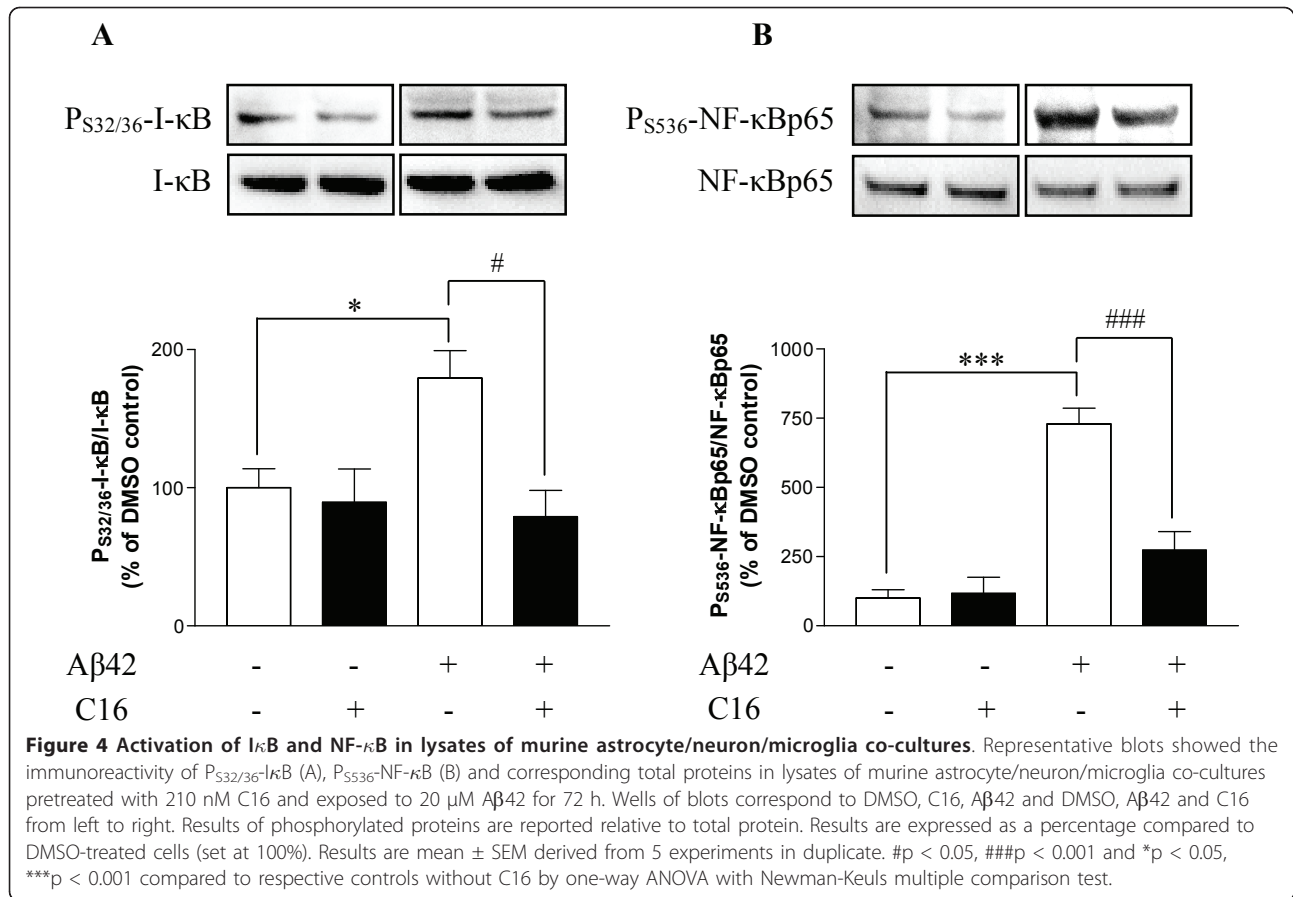 A
B
P_S32/36-I-κB
I-κB
P_S536-NF-κBp65
NF-κBp65
#
*
P_S32/36-I-κB/I-κB
(% of DMSO control)
200
100
0
###
***
P_S536-NF-κBp65/NF-κBp65
(% of DMSO control)
1000
750
500
250
0
Aβ42 - - + + - - + +
C16 - + - + - + - +
Figure 4 Activation of IκB and NF-κB in lysates of murine astrocyte/neuron/microglia co-cultures. Representative blots showed the
immunoreactivity of P_S32/36-IκB (A), P_S536-NF-κB (B) and corresponding total proteins in lysates of murine astrocyte/neuron/microglia co-cultures
pretreated with 210 nM C16 and exposed to 20 μM Aβ42 for 72 h. Wells of blots correspond to DMSO, C16, Aβ42 and DMSO, Aβ42 and C16
from left to right. Results of phosphorylated proteins are reported relative to total protein. Results are expressed as a percentage compared to
DMSO-treated cells (set at 100%). Results are mean ± SEM derived from 5 experiments in duplicate. #p < 0.05, ###p < 0.001 and *p < 0.05,
***p < 0.001 compared to respective controls without C16 by one-way ANOVA with Newman-Keuls multiple comparison test.